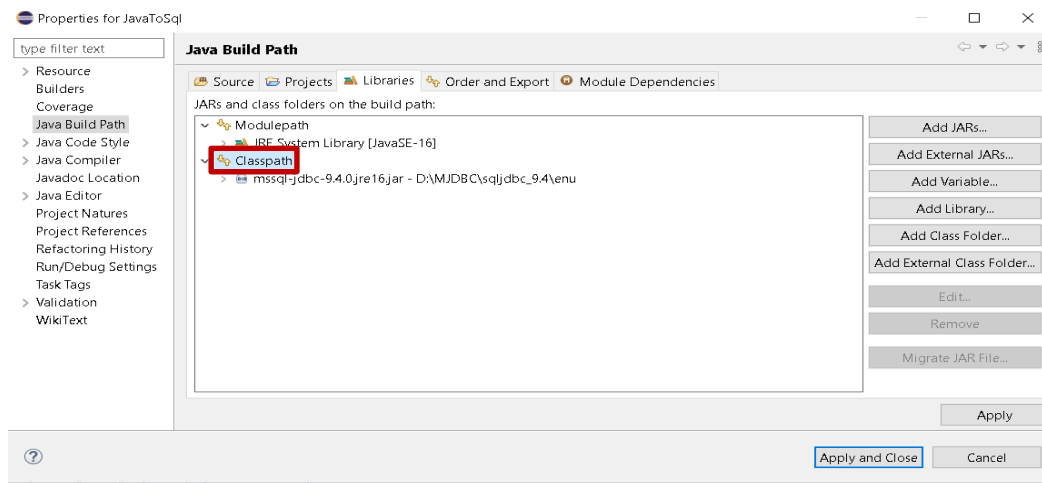 Properties for JavaToSql
type filter text
Resource
Builders
Coverage
Java Build Path
Java Code Style
Java Compiler
Javadoc Location
Java Editor
Project Natures
Project References
Refactoring History
Run/Debug Settings
Task Tags
Validation
WikiText
Java Build Path
Source Projects Libraries Order and Export Module Dependencies
JARs and class folders on the build path:
Modulepath
JRE System Library [JavaSE-16]
Classpath
mssql-jdbc-9.4.0.jre16.jar - D:\MJDBC\sqljdbc_9.4\enu
Add JARs...
Add External JARs...
Add Variable...
Add Library...
Add Class Folder...
Add External Class Folder...
Edit...
Remove
Migrate JAR File...
Apply
?
Apply and Close
Cancel